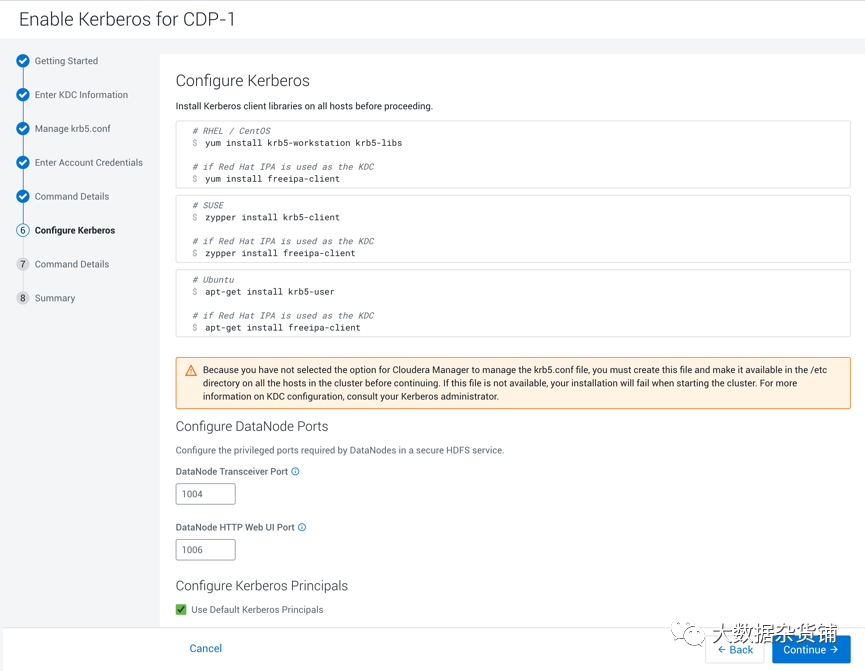 Enable Kerberos for CDP-1
Getting Started
Enter KDC Information
Manage krb5.conf
Enter Account Credentials
Command Details
6 Configure Kerberos
7 Command Details
8 Summary
Configure Kerberos
Install Kerberos client libraries on all hosts before proceeding.
# RHEL / CentOS
$ yum install krb5-workstation krb5-libs
# if Red Hat IPA is used as the KDC
$ yum install freeipa-client
# SUSE
$ zypper install krb5-client
# if Red Hat IPA is used as the KDC
$ zypper install freeipa-client
# Ubuntu
$ apt-get install krb5-user
# if Red Hat IPA is used as the KDC
$ apt-get install freeipa-client
Because you have not selected the option for Cloudera Manager to manage the krb5.conf file, you must create this file and make it available in the /etc
directory on all the hosts in the cluster before continuing. If this file is not available, your installation will fail when starting the cluster. For more
information on KDC configuration, consult your Kerberos administrator.
Configure DataNode Ports
Configure the privileged ports required by DataNodes in a secure HDFS service.
DataNode Transceiver Port
1004
DataNode HTTP Web UI Port
1006
Configure Kerberos Principals
Use Default Kerberos Principals
大数据杂货铺
Cancel
← Back
Continue →